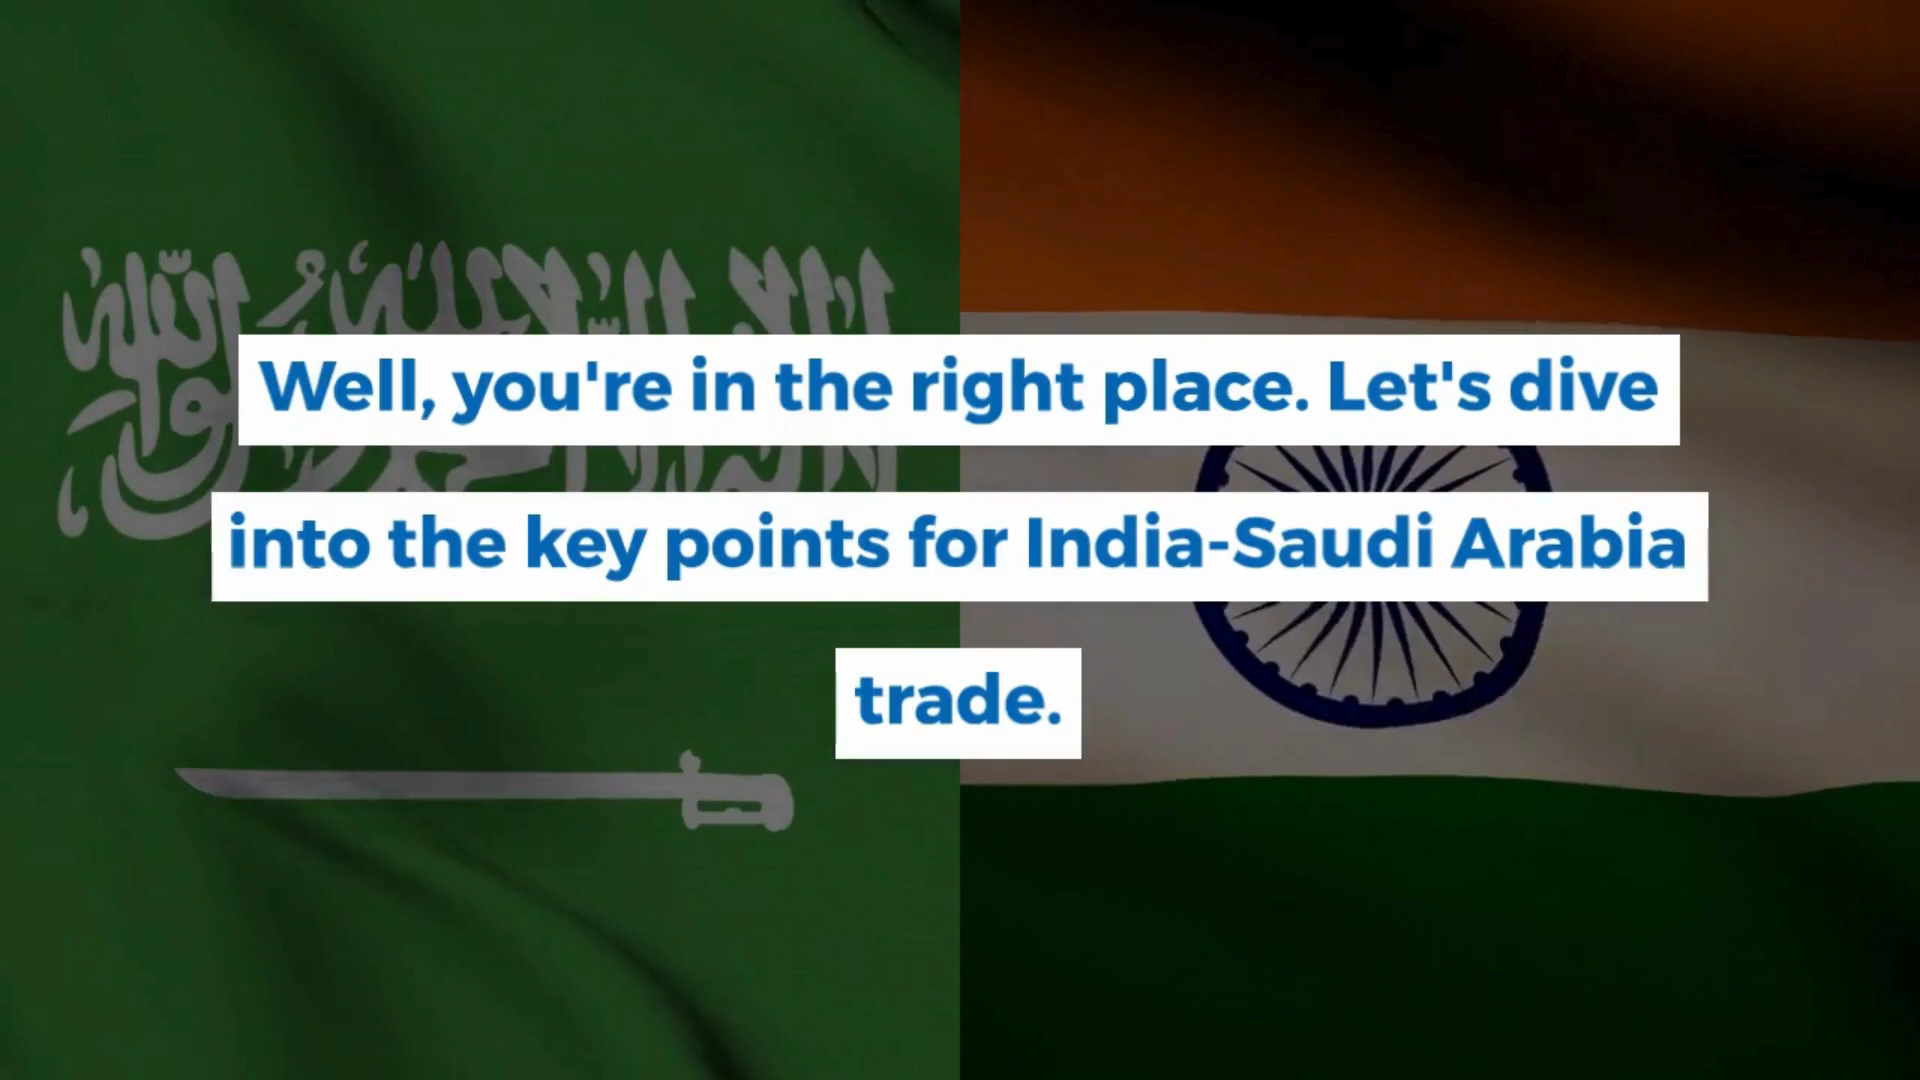 Well, you're in the right place. Let's dive
into the key points for India-Saudi Arabia
trade.